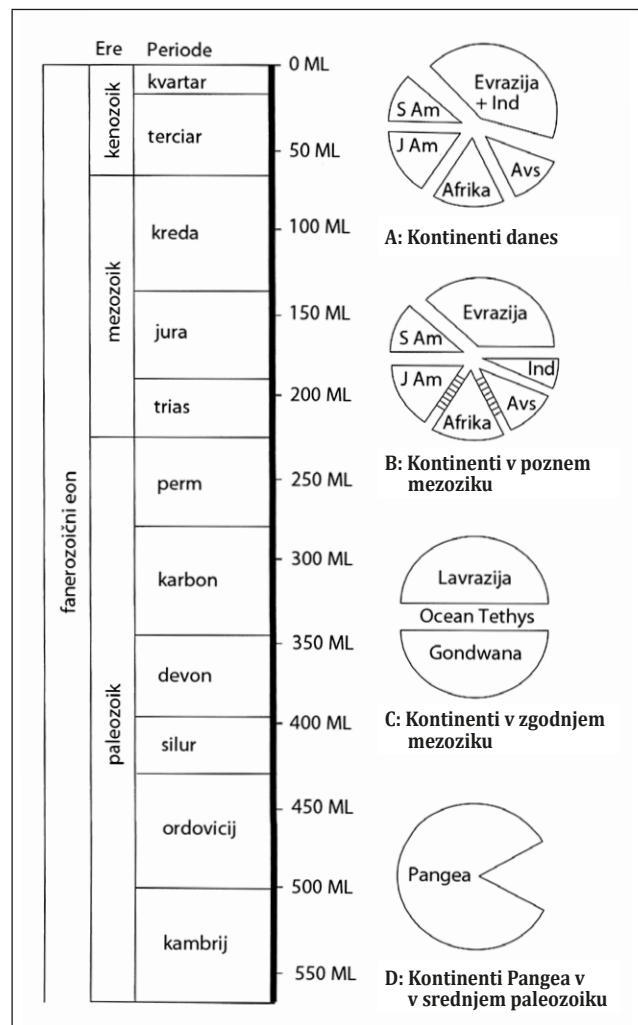 Ere Periode
fanerozoični eon
kenozoik
mezozoik
paleozoik
kvartar
terciar
kreda
jura
trias
perm
karbon
devon
silur
ordovicij
kambrij
0 ML
50 ML
100 ML
150 ML
200 ML
250 ML
300 ML
350 ML
400 ML
450 ML
500 ML
550 ML
Evrazija
+ Ind
S Am
J Am
Afrika
Avs
A: Kontinenti danes
Evrazija
S Am
Ind
J Am
Afrika
Avs
B: Kontinenti v poznem
mezoziku
Lavrazija
Ocean Tethys
Gondwana
C: Kontinenti v zgodnjem
mezoziku
Pangea
D: Kontinenti Pangea v
v srednjem paleozoiku